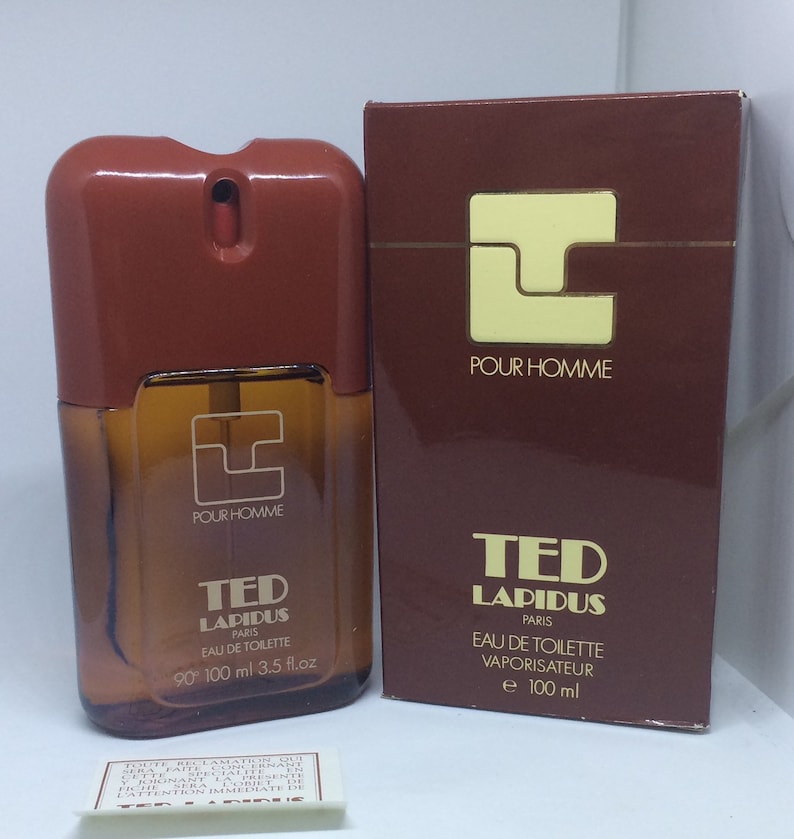 POUR HOMME
TED
LAPIDUS
PARIS
EAU DE TOILETTE
90° 100 ml 3.5 fl.oz
POUR HOMME
TED
LAPIDUS
PARIS
EAU DE TOILETTE
VAPORISATEUR
e 100 ml
TOUTE RECLAMATION QUI
SERA FAITE CONCERNANT
CETTE SPECIALITE EN
Y JOIGNANT LA PRESENTE
FICHE SERA L'OBJET DE
L'ATTENTION IMMEDIATE DE
TED LAPIDUS